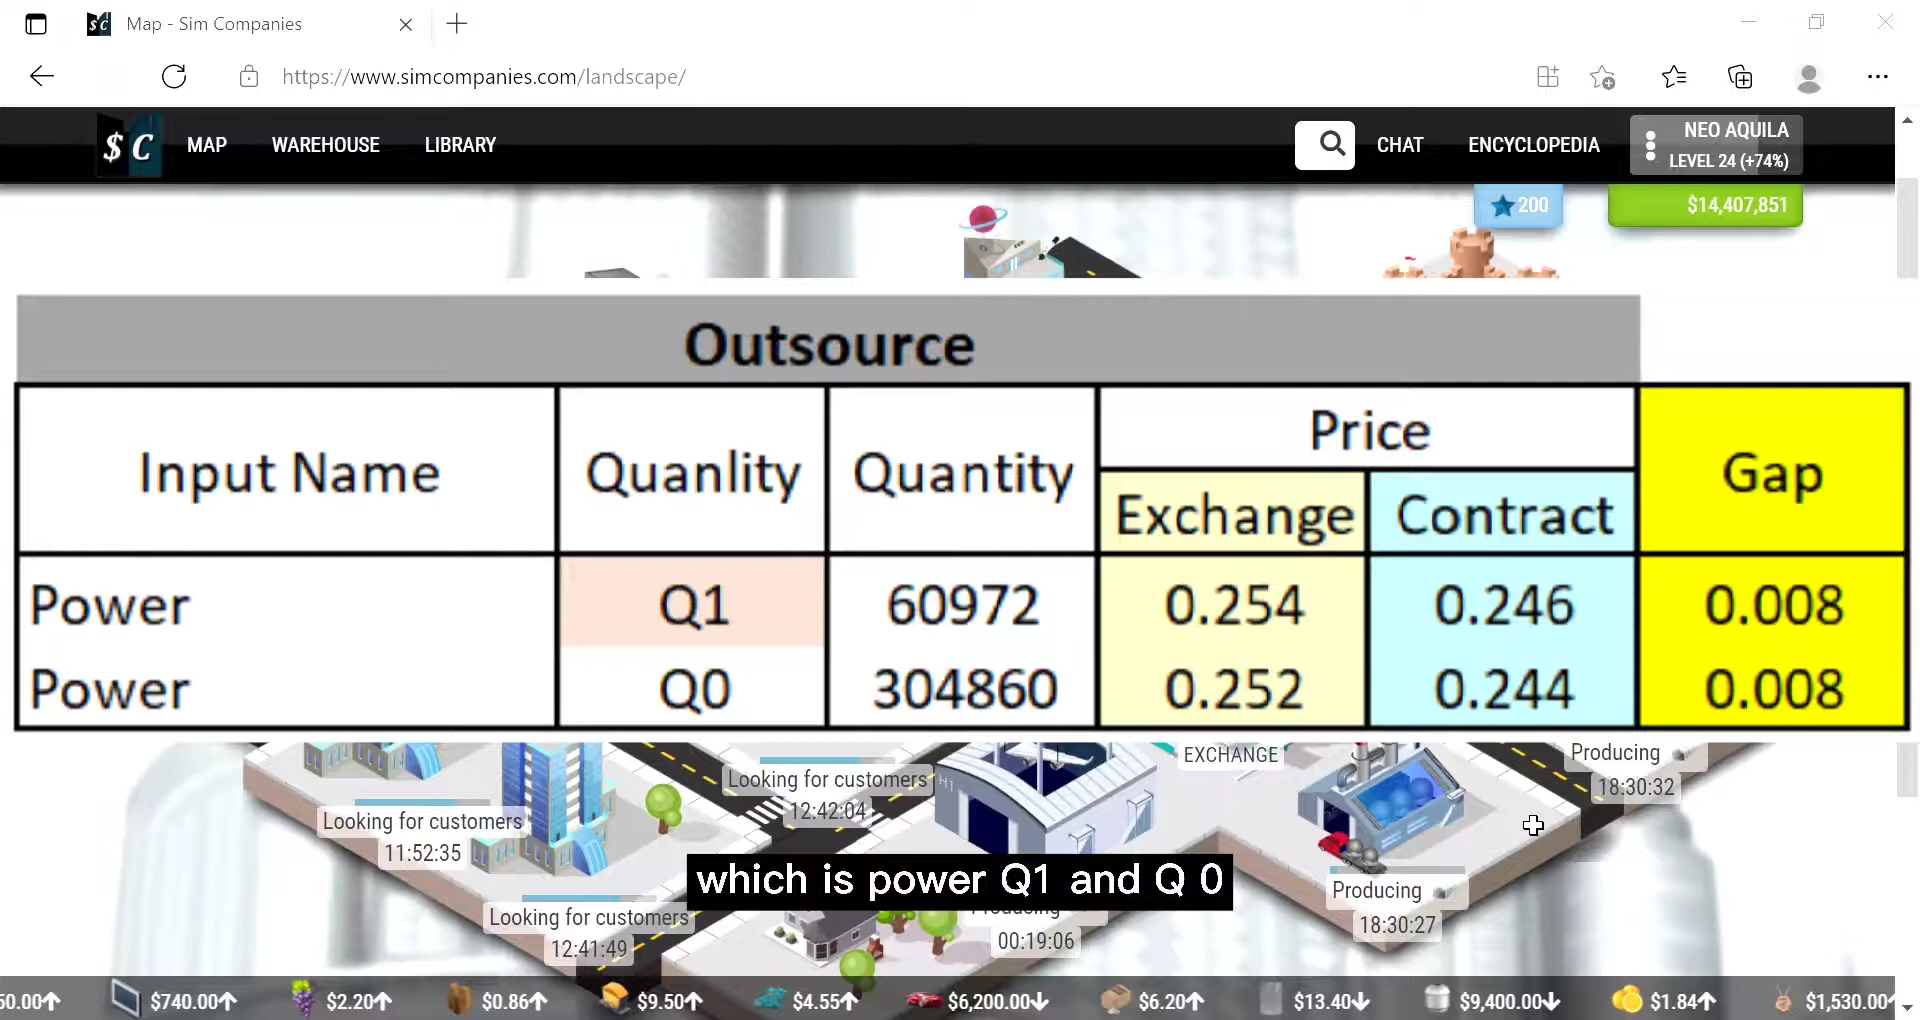 Map - Sim Companies
https://www.simcompanies.com/landscape/
$ C MAP WAREHOUSE LIBRARY CHAT ENCYCLOPEDIA NEO AQUILA
LEVEL 24 (+74%)
200 $14,407,851
Outsource
Input Name Quanlity Quantity Price Gap
Exchange Contract
Power Q1 60972 0.254 0.246 0.008
Power Q0 304860 0.252 0.244 0.008
EXCHANGE
Producing
18:30:32
Looking for customers
12:42:04
Looking for customers
11:52:35
which is power Q1 and Q 0
Producing
18:30:27
Looking for customers
12:41:49
Producing
00:19:06
50.00↑ $740.00↑ $2.20↑ $0.86↑ $9.50↑ $4.55↑ $6,200.00↓ $6.20↑ $13.40↓ $9,400.00↓ $1.84↑ $1,530.00